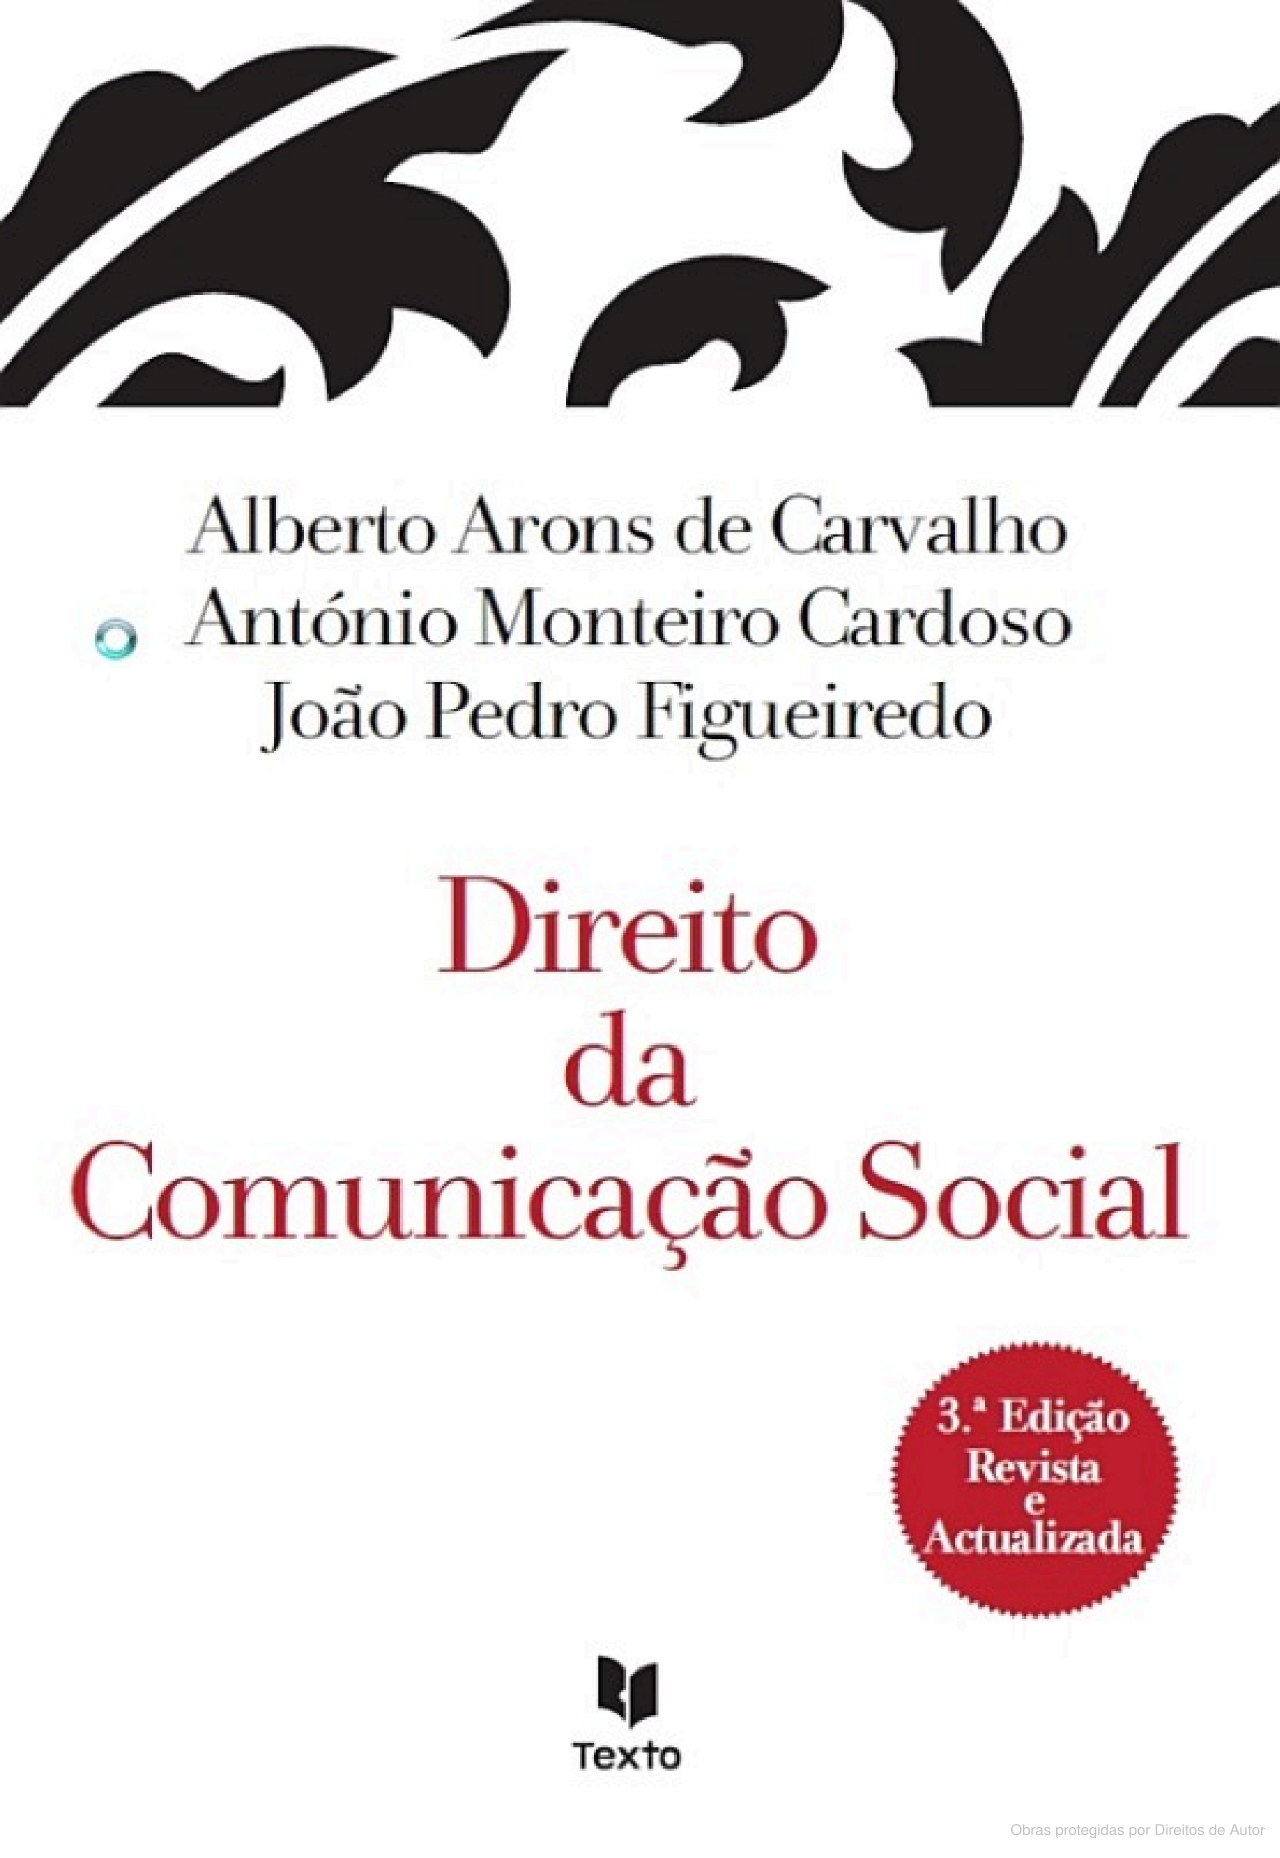 Alberto Arons de Carvalho
António Monteiro Cardoso
João Pedro Figueiredo
Direito
da
Comunicação Social
3.ª Edição
Revista
e
Actualizada
Texto
Obras protegidas por Direitos de Autor